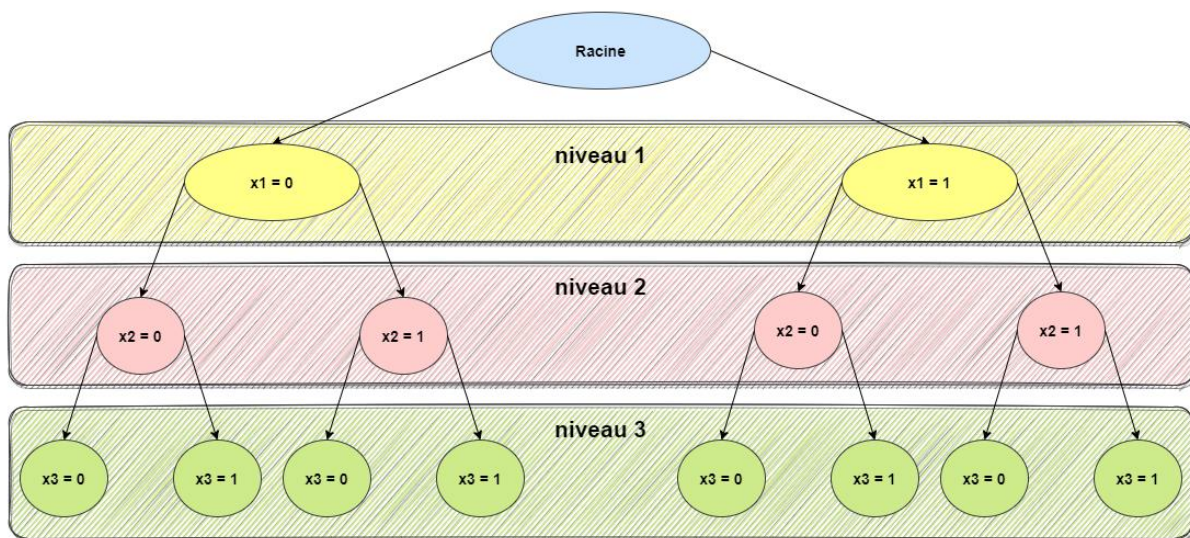 Racine
niveau 1
x1 = 0
x1 = 1
niveau 2
x2 = 0
x2 = 1
x2 = 0
x2 = 1
niveau 3
x3 = 0
x3 = 1
x3 = 0
x3 = 1
x3 = 0
x3 = 1
x3 = 0
x3 = 1